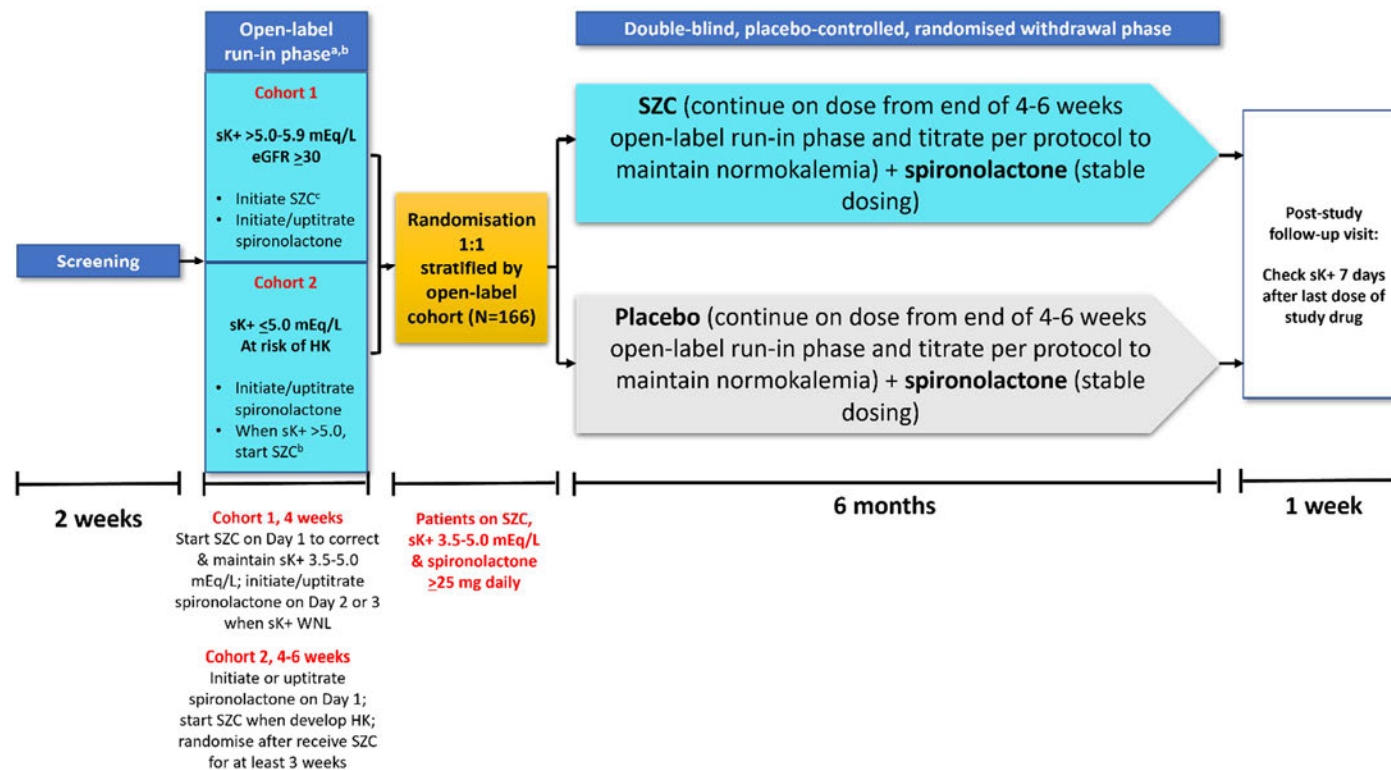 Open-label
run-in phaseᵃ,ᵇ
Double-blind, placebo-controlled, randomised withdrawal phase
Screening
Cohort 1
sK+ >5.0-5.9 mEq/L
eGFR ≥30
• Initiate SZCᶜ
• Initiate/uptitrate
spironolactone
Cohort 2
sK+ ≤5.0 mEq/L
At risk of HK
• Initiate/uptitrate
spironolactone
• When sK+ >5.0,
start SZCᵇ
Randomisation
1:1
stratified by
open-label
cohort (N=166)
SZC (continue on dose from end of 4-6 weeks
open-label run-in phase and titrate per protocol to
maintain normokalemia) + spironolactone (stable
dosing)
Placebo (continue on dose from end of 4-6 weeks
open-label run-in phase and titrate per protocol to
maintain normokalemia) + spironolactone (stable
dosing)
Post-study
follow-up visit:
Check sK+ 7 days
after last dose of
study drug
2 weeks
Cohort 1, 4 weeks
Start SZC on Day 1 to correct
& maintain sK+ 3.5-5.0
mEq/L; initiate/uptitrate
spironolactone on Day 2 or 3
when sK+ WNL
Cohort 2, 4-6 weeks
Initiate or uptitrate
spironolactone on Day 1;
start SZC when develop HK;
randomise after receive SZC
for at least 3 weeks
Patients on SZC,
sK+ 3.5-5.0 mEq/L
& spironolactone
≥25 mg daily
6 months
1 week